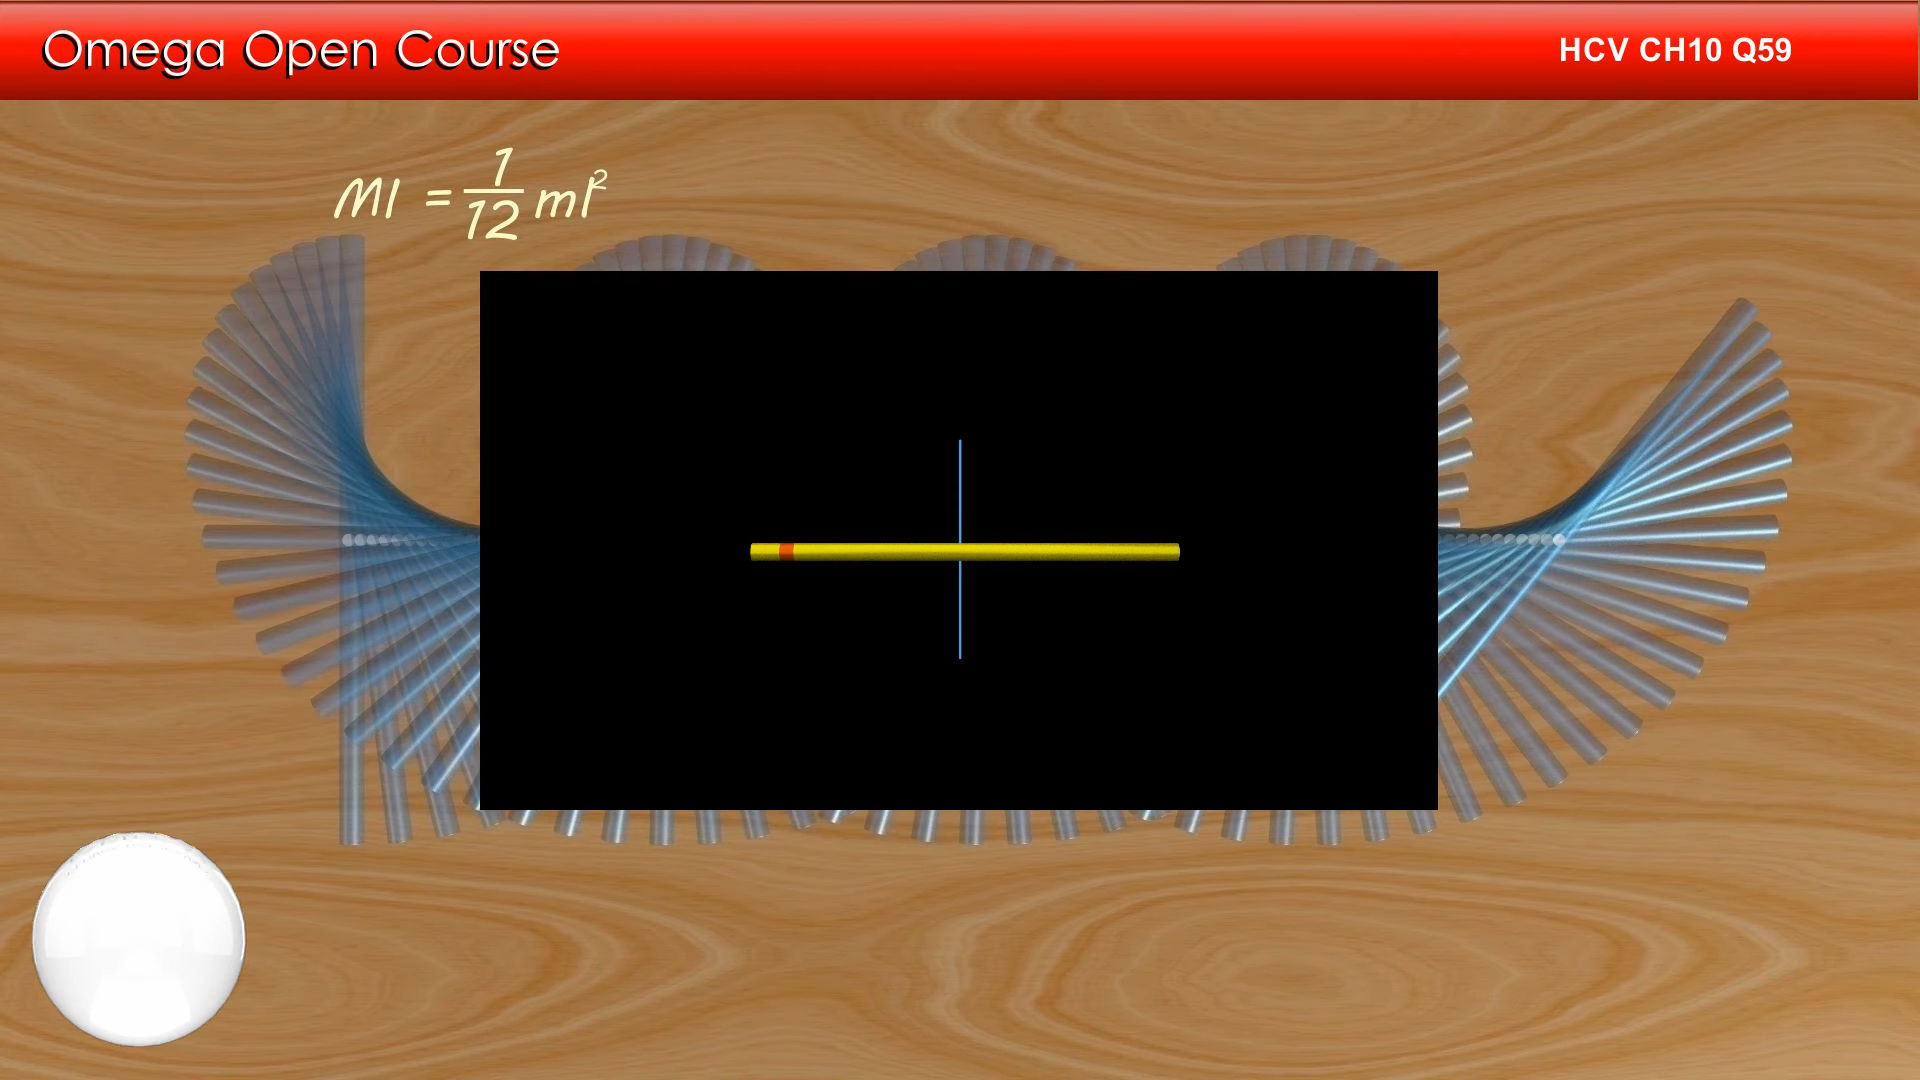 Omega Open Course
HCV CH10 Q59
MI = 1/12 ml²